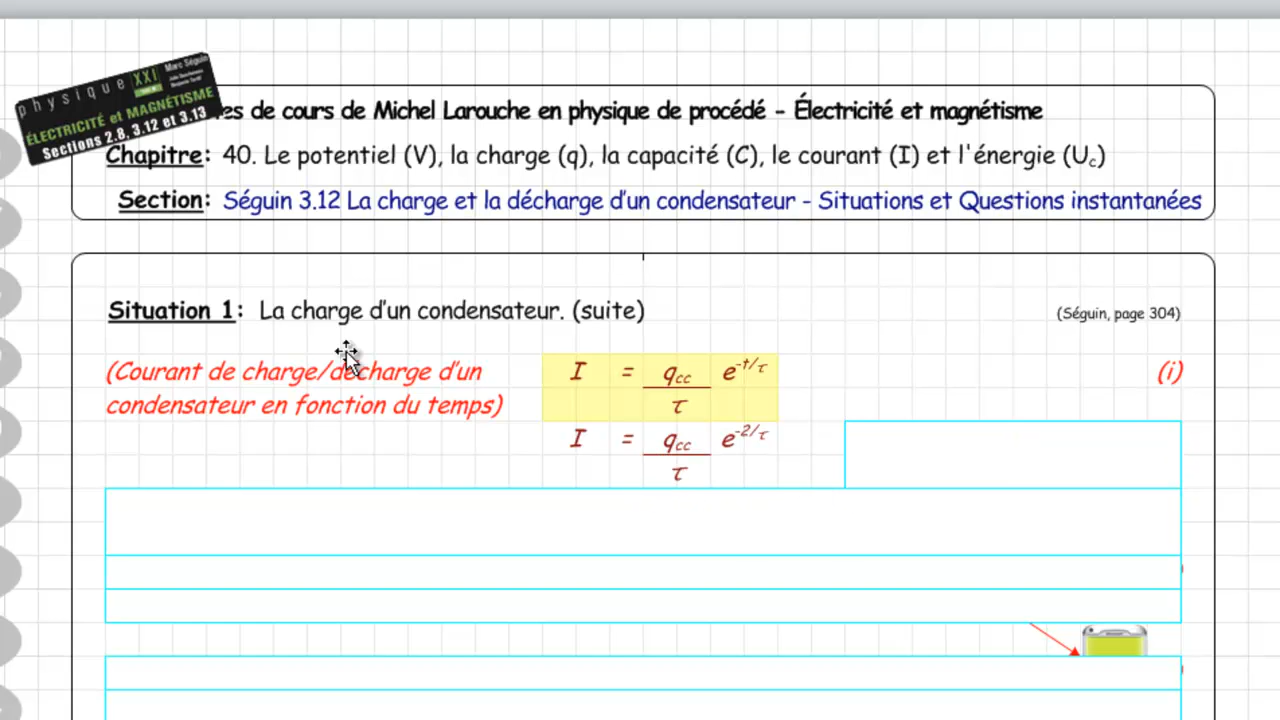 physique XXI Marc Séguin
ÉLECTRICITÉ et MAGNÉTISME
Sections 2.8, 3.12 et 3.13
es de cours de Michel Larouche en physique de procédé - Électricité et magnétisme
Chapitre: 40. Le potentiel (V), la charge (q), la capacité (C), le courant (I) et l'énergie (Uc)
Section: Séguin 3.12 La charge et la décharge d'un condensateur - Situations et Questions instantanées
Situation 1: La charge d'un condensateur. (suite) (Séguin, page 304)
(Courant de charge/décharge d'un I = qcc e-t/τ (i)
condensateur en fonction du temps) τ
I = qcc e-2/τ
τ